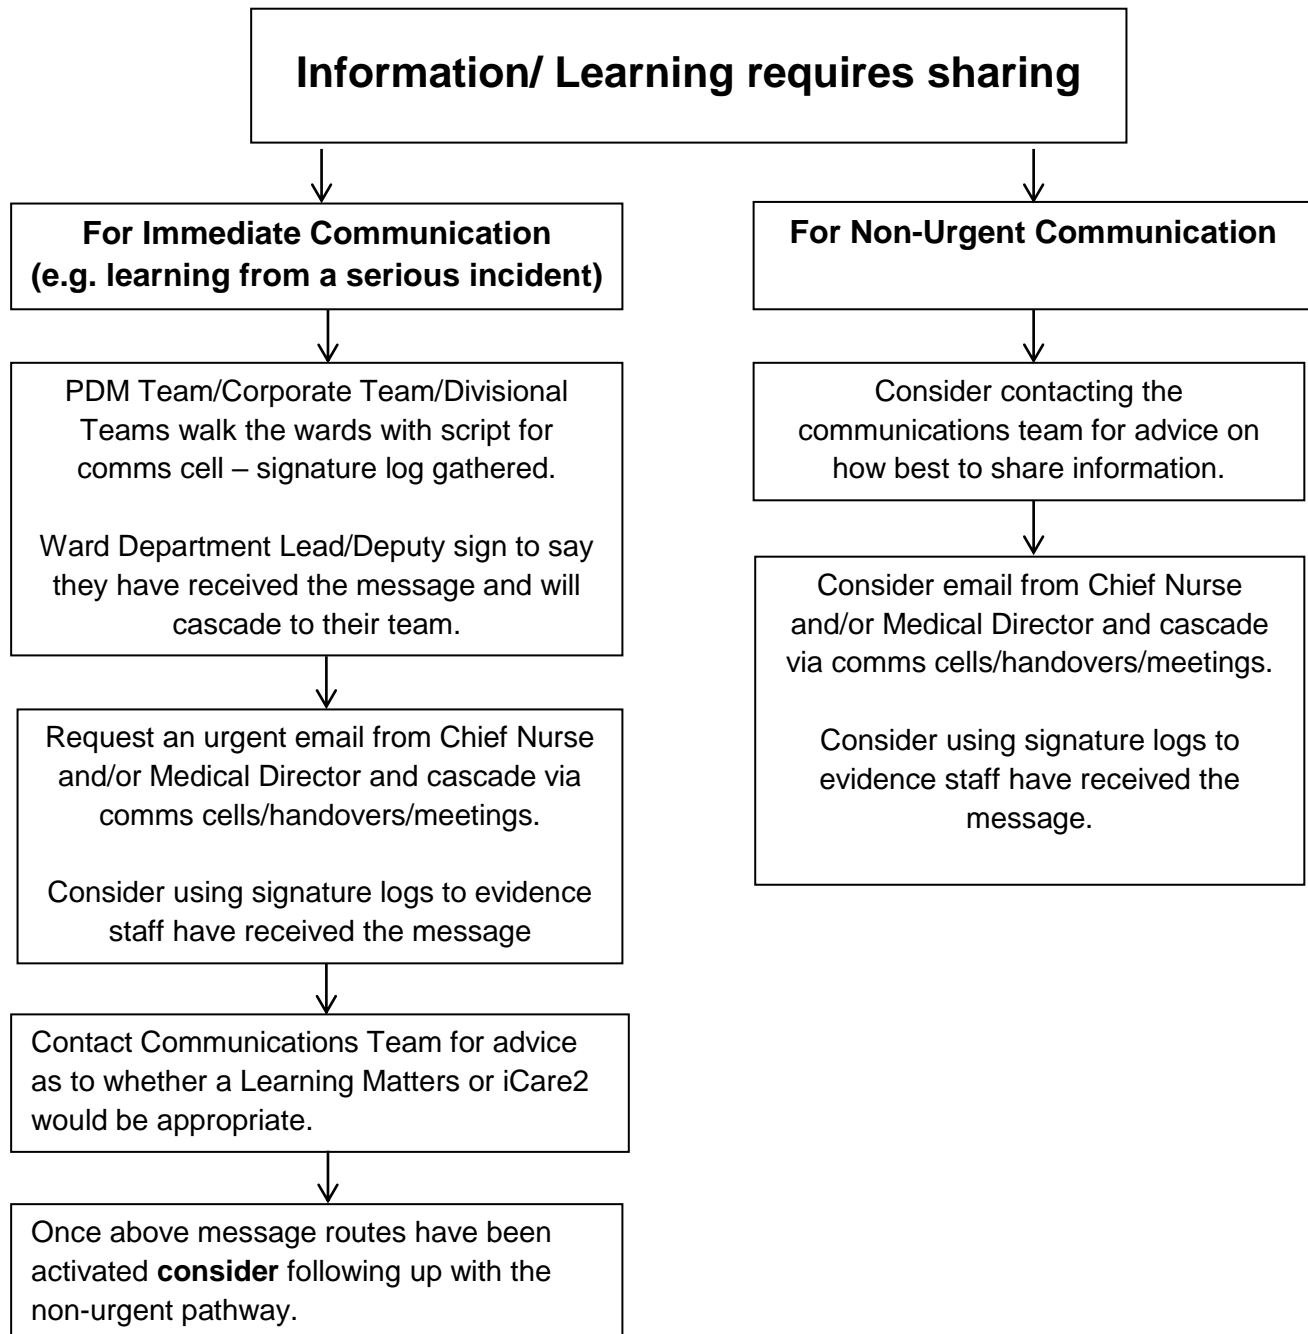 Information/ Learning requires sharing
For Immediate Communication
(e.g. learning from a serious incident)
PDM Team/Corporate Team/Divisional
Teams walk the wards with script for
comms cell – signature log gathered.
Ward Department Lead/Deputy sign to say
they have received the message and will
cascade to their team.
Request an urgent email from Chief Nurse
and/or Medical Director and cascade via
comms cells/handovers/meetings.
Consider using signature logs to evidence
staff have received the message
Contact Communications Team for advice
as to whether a Learning Matters or iCare2
would be appropriate.
Once above message routes have been
activated consider following up with the
non-urgent pathway.
For Non-Urgent Communication
Consider contacting the
communications team for advice on
how best to share information.
Consider email from Chief Nurse
and/or Medical Director and cascade
via comms cells/handovers/meetings.
Consider using signature logs to
evidence staff have received the
message.